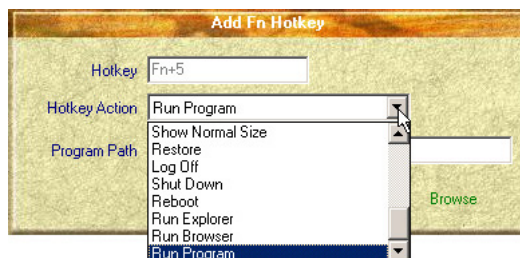 Add Fn Hotkey
Hotkey Fn+5
Hotkey Action Run Program
Show Normal Size
Restore
Program Path
Log Off
Shut Down
Reboot
Browse
Run Explorer
Run Browser
Run Program